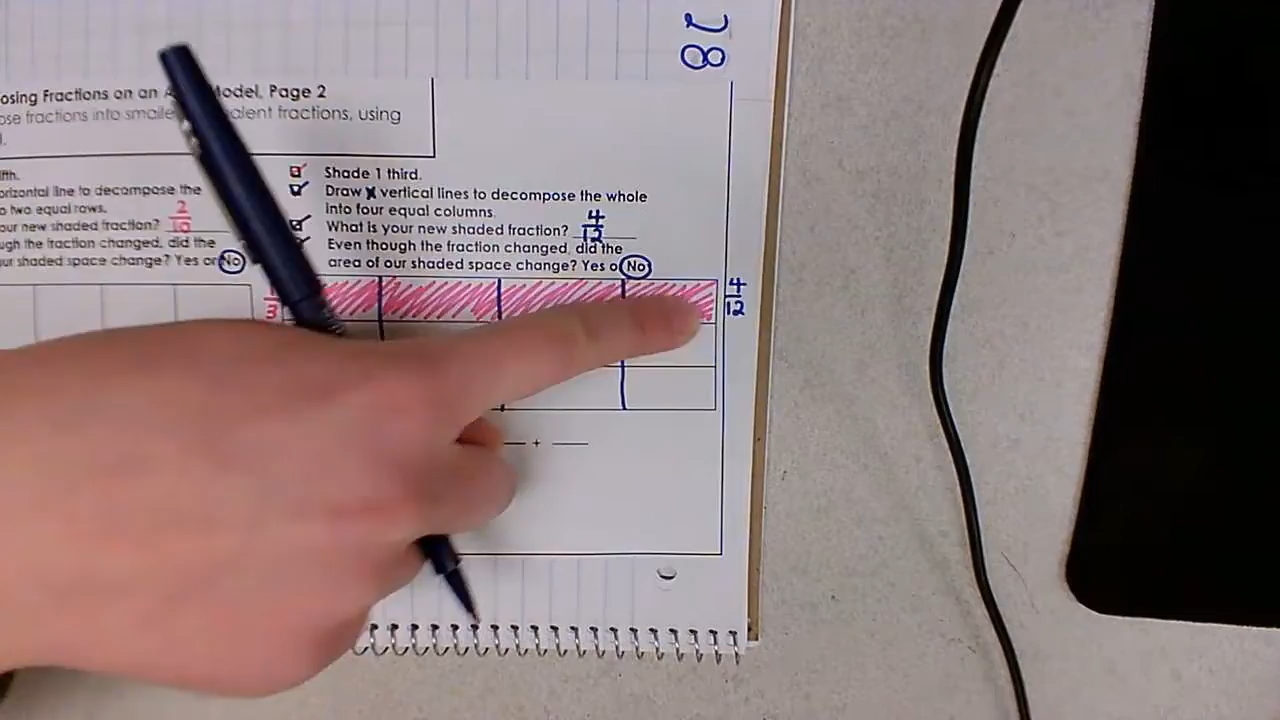 28
osing Fractions on an A Model, Page 2
ose fractions into smalle alent fractions, using
fth.
orizontal line to decompose the
o two equal rows.
our new shaded fraction? 2/10
ugh the fraction changed, did the
ur shaded space change? Yes or No
Shade 1 third.
Draw vertical lines to decompose the whole
into four equal columns.
What is your new shaded fraction? 4/12
Even though the fraction changed, did the
area of our shaded space change? Yes o No
1/3
4/12
+